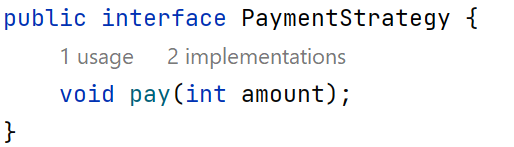 public interface PaymentStrategy {
1 usage 2 implementations
void pay(int amount);
}